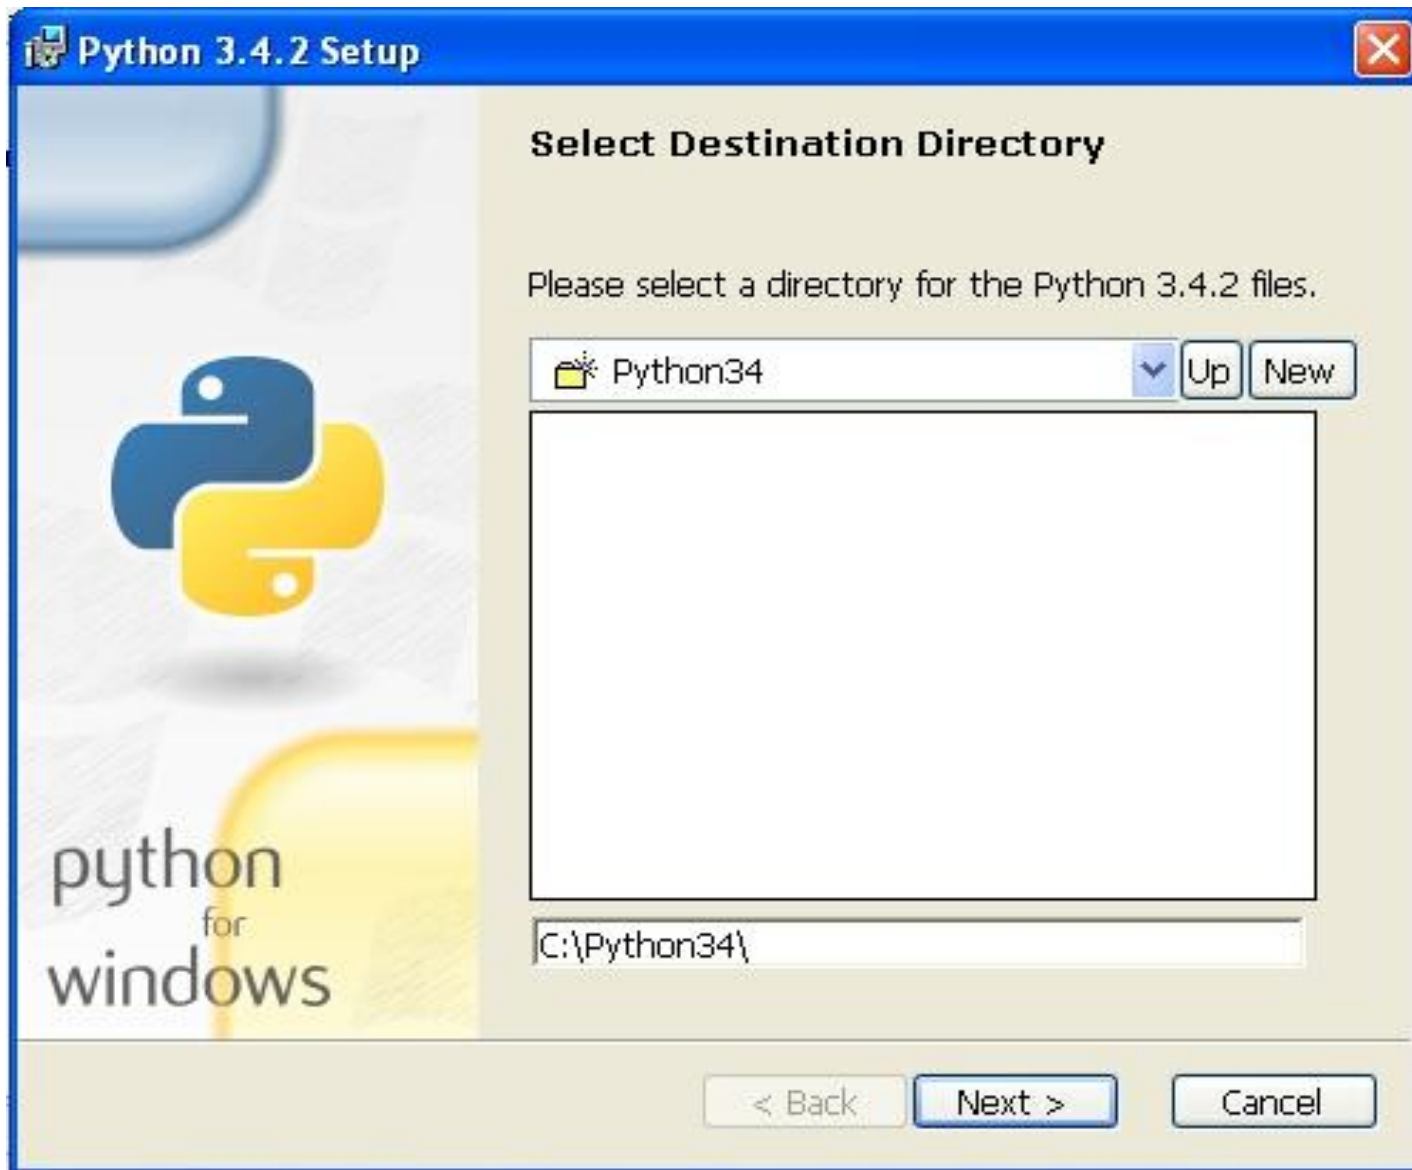 Python 3.4.2 Setup
Select Destination Directory
Please select a directory for the Python 3.4.2 files.
Python34
Up
New
C:\Python34\
python
for
windows
< Back
Next >
Cancel